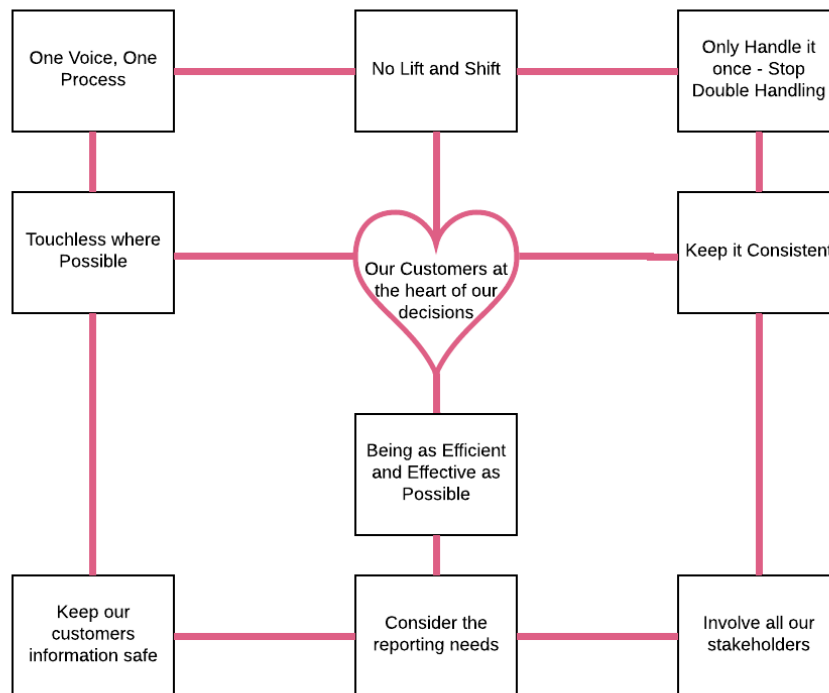 One Voice, One
Process
No Lift and Shift
Only Handle it
once - Stop
Double Handling
Touchless where
Possible
Our Customers at
the heart of our
decisions
Keep it Consistent
Being as Efficient
and Effective as
Possible
Keep our
customers
information safe
Consider the
reporting needs
Involve all our
stakeholders